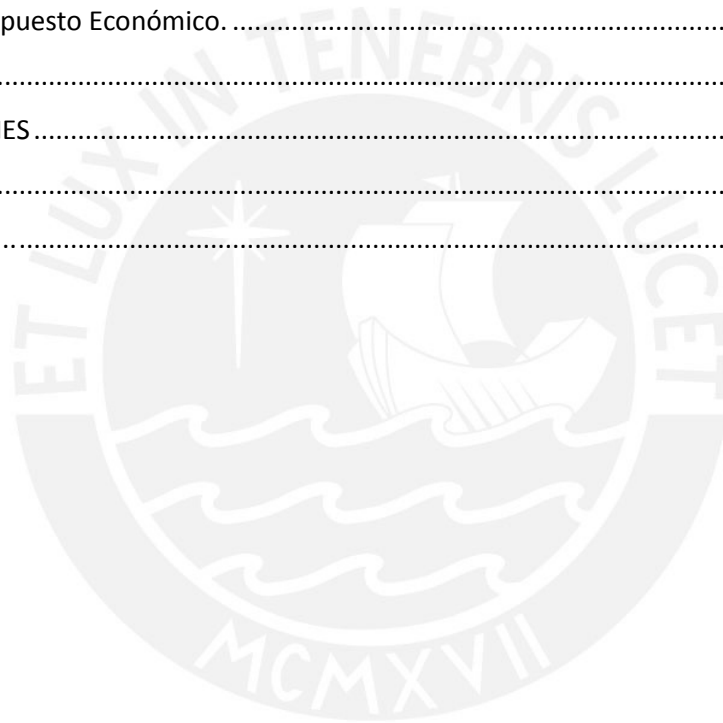 puesto Económico. ........................................................................
........................................................................
ES ........................................................................
........................................................................
........................................................................
ET LUX IN TENEBRIS LUCET
MCMXVII